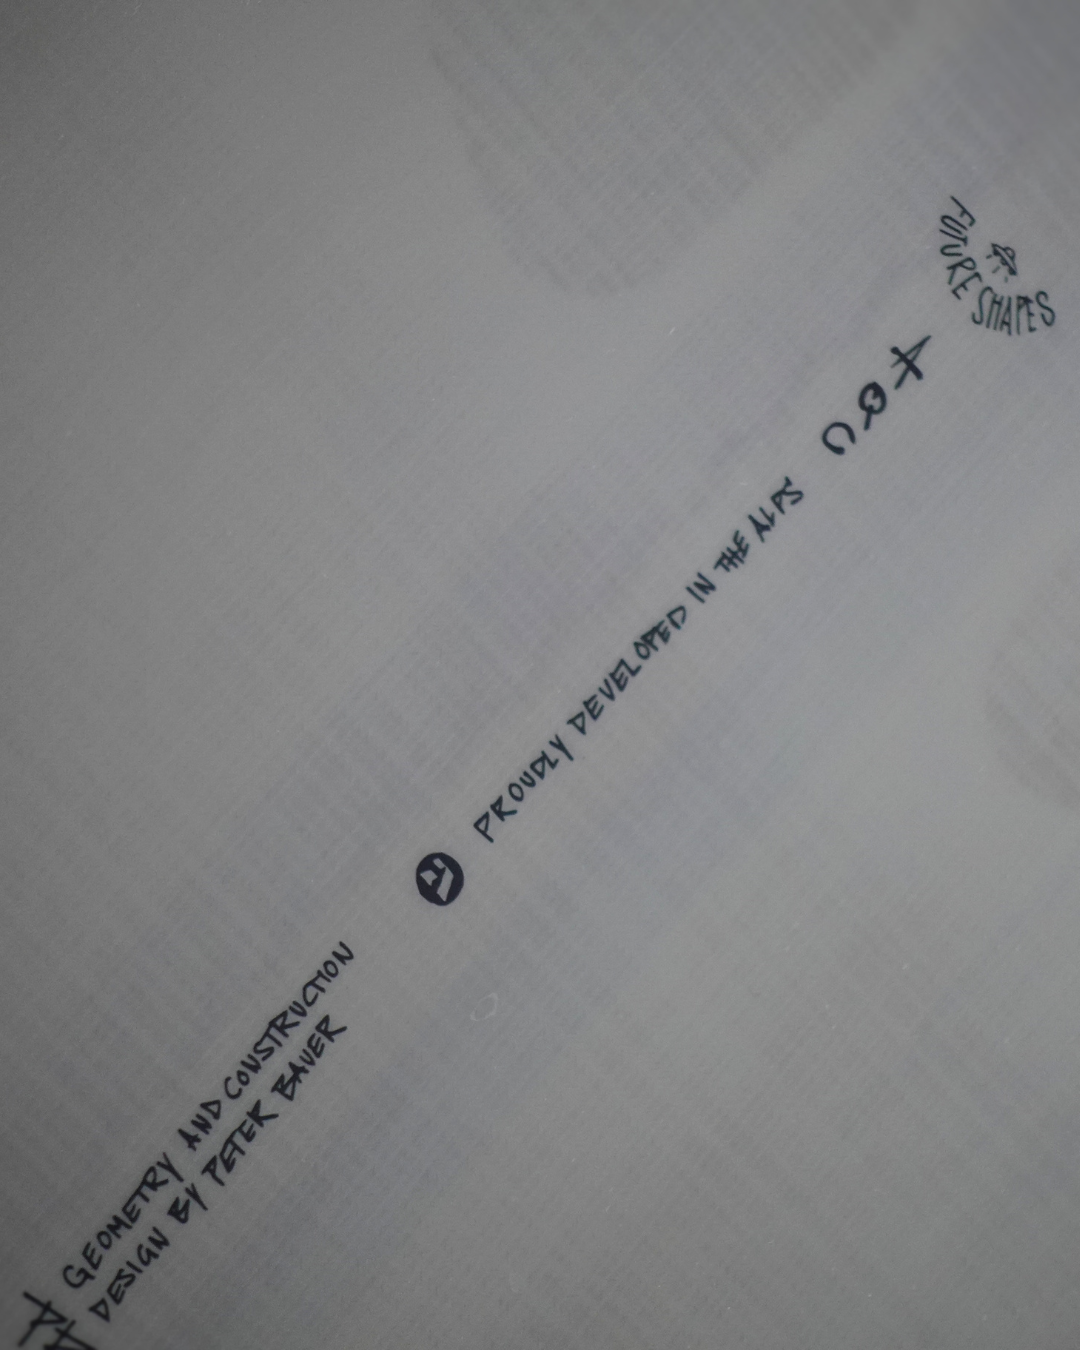 FUTURE SHAPES
PROUDLY DEVELOPED IN THE ALPS
GEOMETRY AND CONSTRUCTION
DESIGN BY PETER BAUER